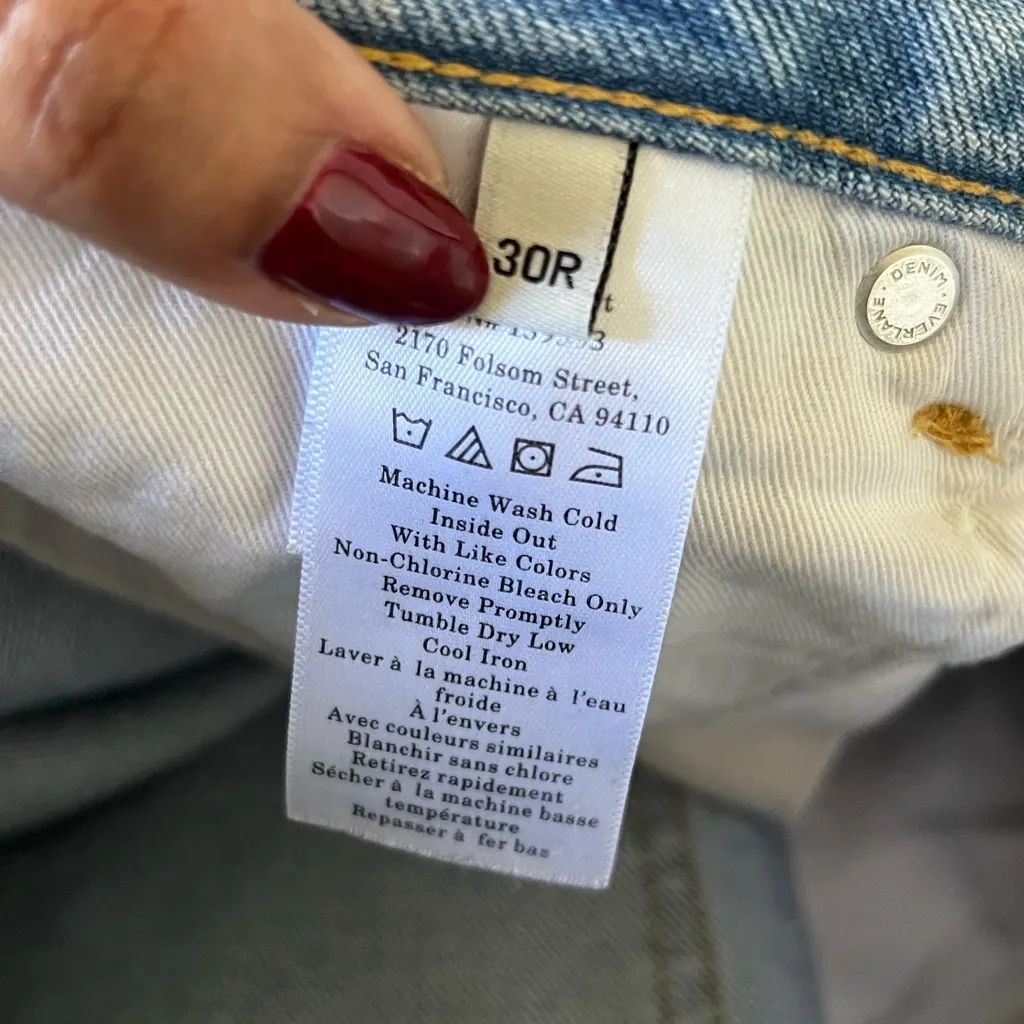 30R
t
2170 Folsom Street,
San Francisco, CA 94110
Machine Wash Cold
Inside Out
With Like Colors
Non-Chlorine Bleach Only
Remove Promptly
Tumble Dry Low
Cool Iron
Laver à la machine à l'eau
froide
À l'envers
Avec couleurs similaires
Blanchir sans chlore
Retirez rapidement
Sécher à la machine basse
température
Repasser à fer bas
DENIM · EVERLANE ·